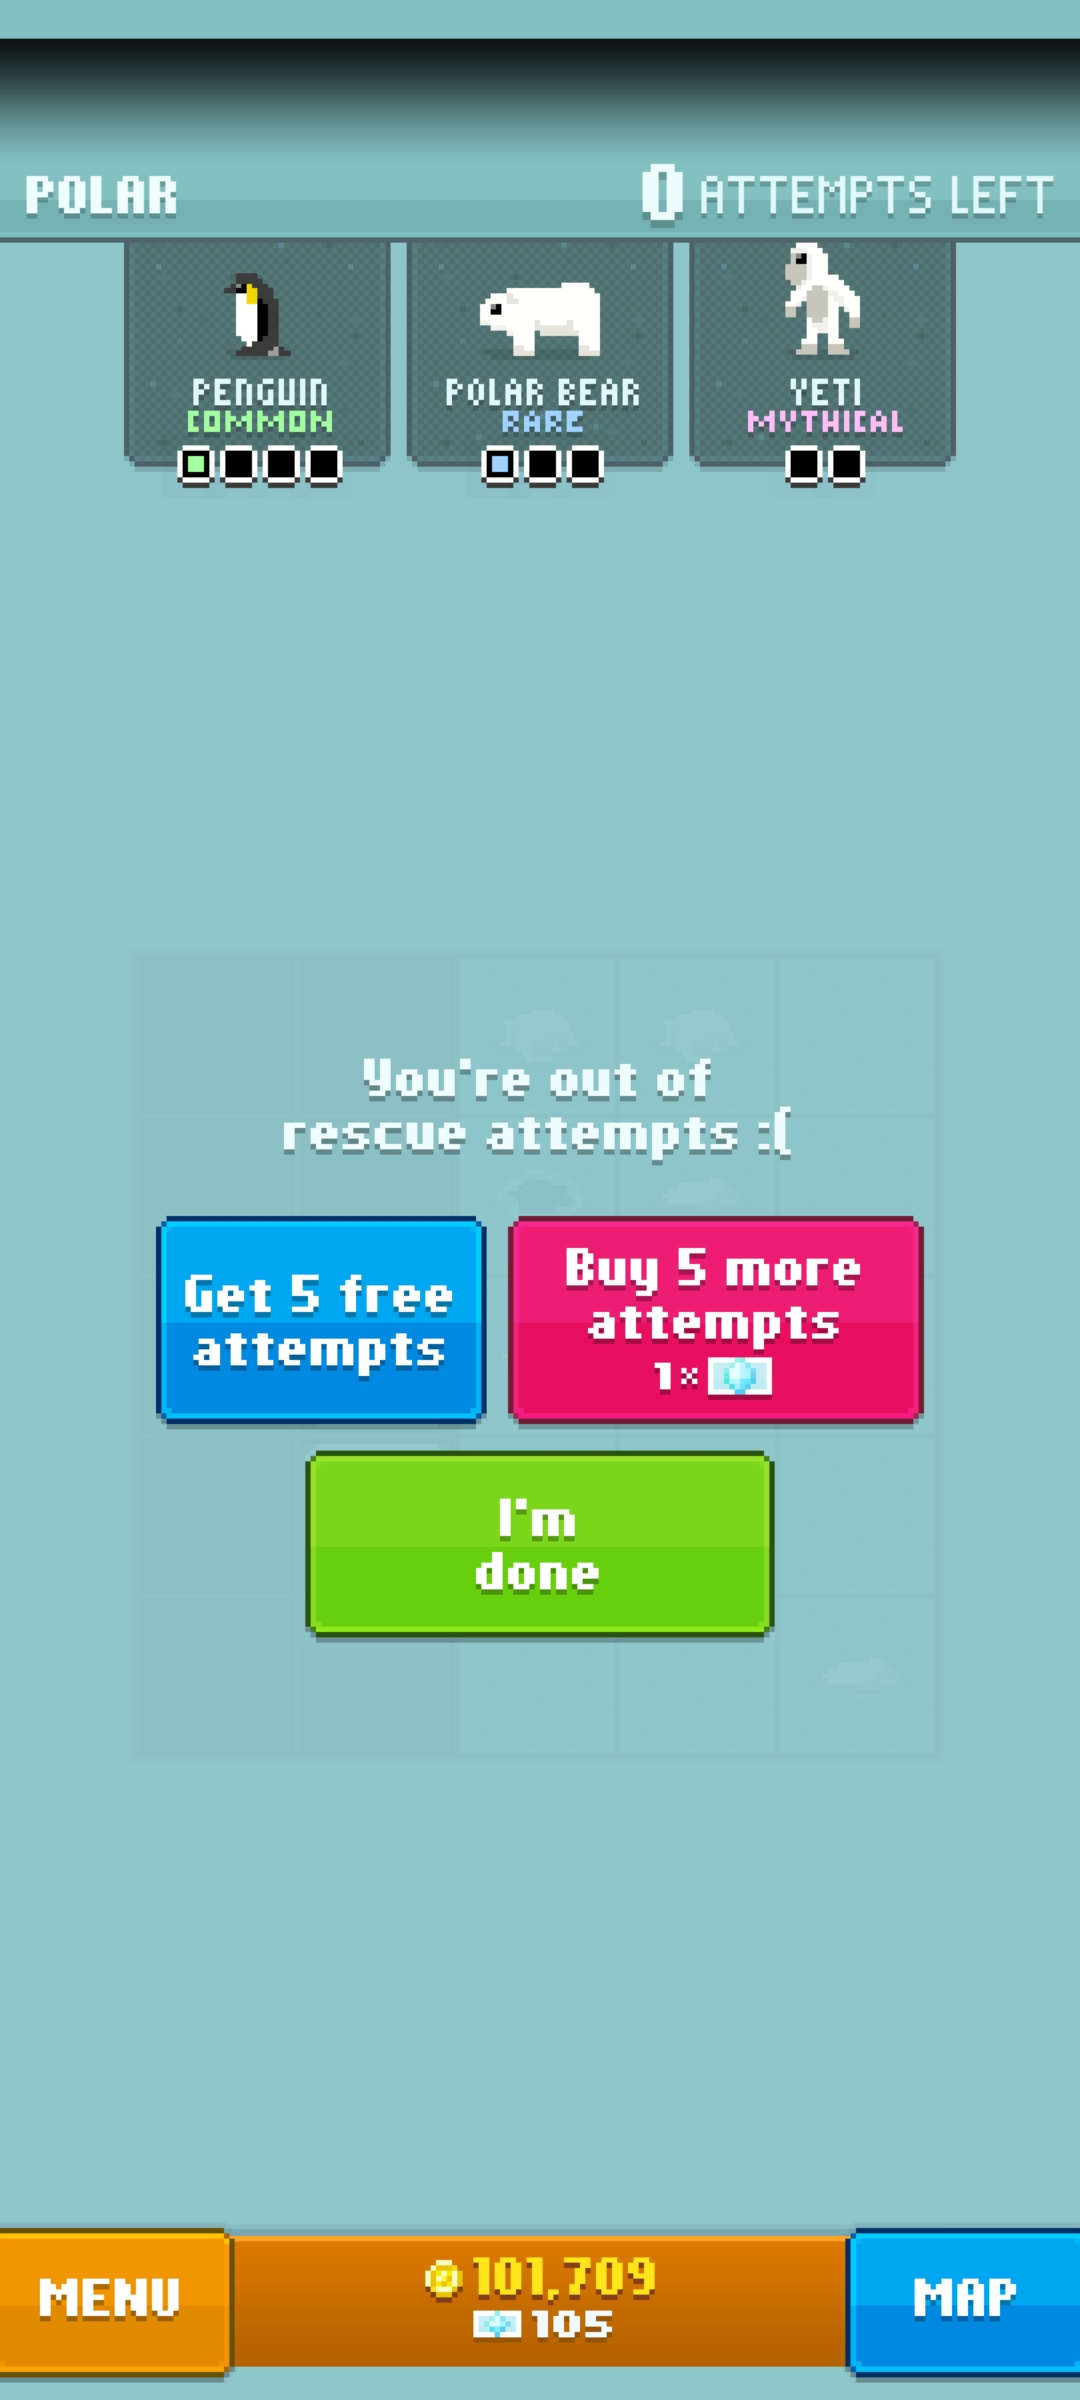 POLAR
0 ATTEMPTS LEFT
PENGUIN
COMMON
POLAR BEAR
RARE
YETI
MYTHICAL
You're out of
rescue attempts :(
Get 5 free
attempts
Buy 5 more
attempts
1×
I'm
done
MENU
101,709
105
MAP